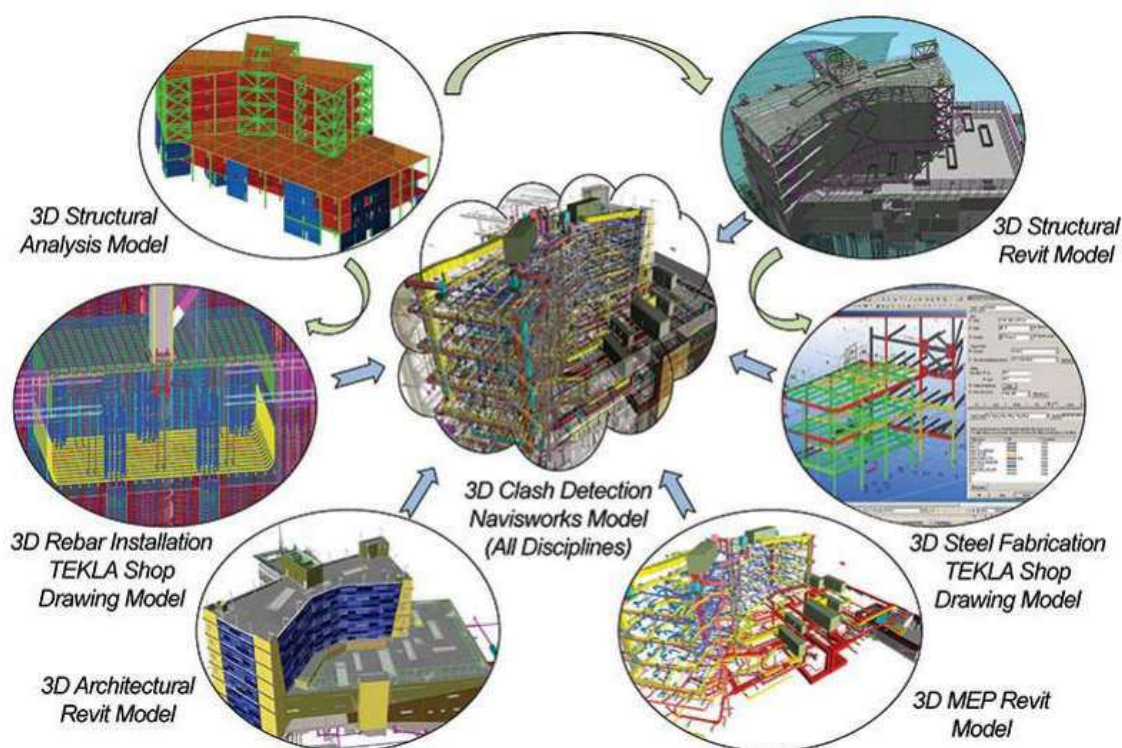 3D Structural
Analysis Model
3D Structural
Revit Model
3D Clash Detection
Navisworks Model
(All Disciplines)
3D Rebar Installation
TEKLA Shop
Drawing Model
3D Steel Fabrication
TEKLA Shop
Drawing Model
3D Architectural
Revit Model
3D MEP Revit
Model